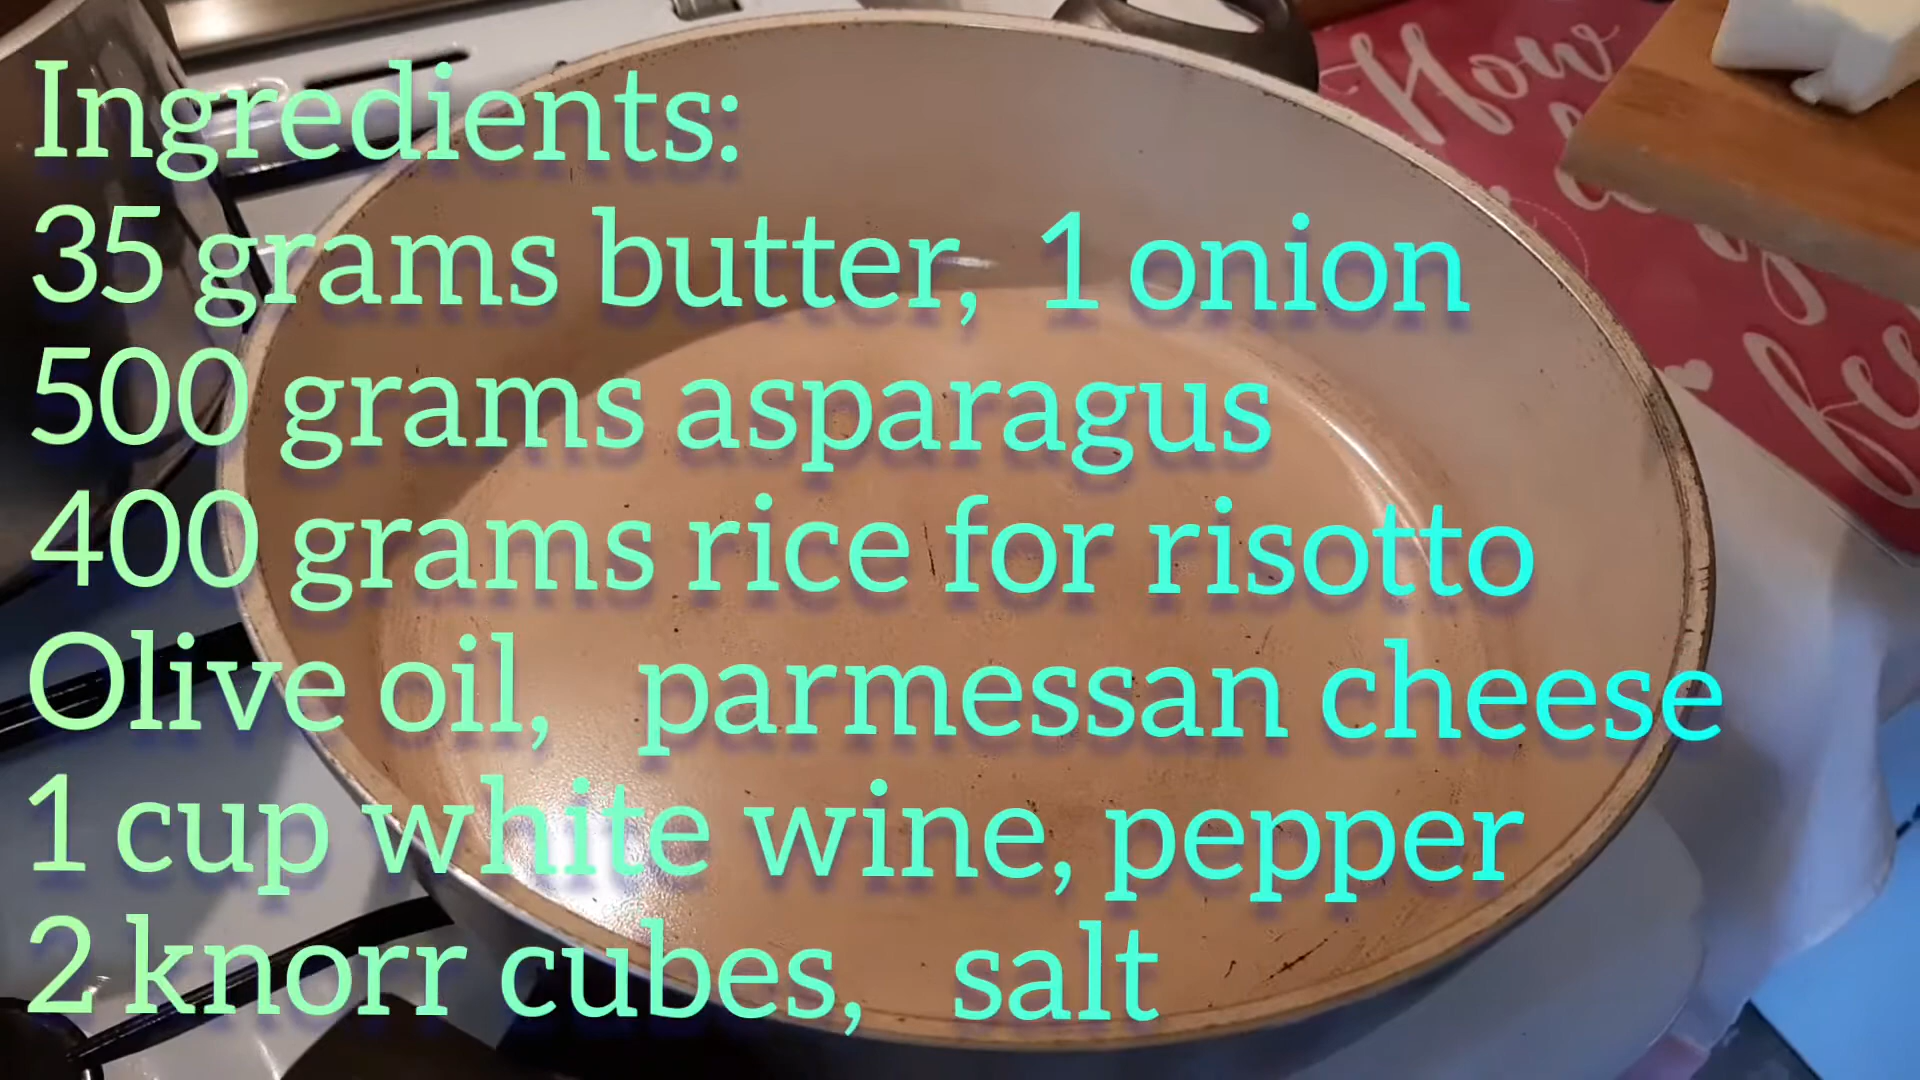 Ingredients:
35 grams butter, 1 onion
500 grams asparagus
400 grams rice for risotto
Olive oil, parmessan cheese
1 cup white wine, pepper
2 knorr cubes, salt
How